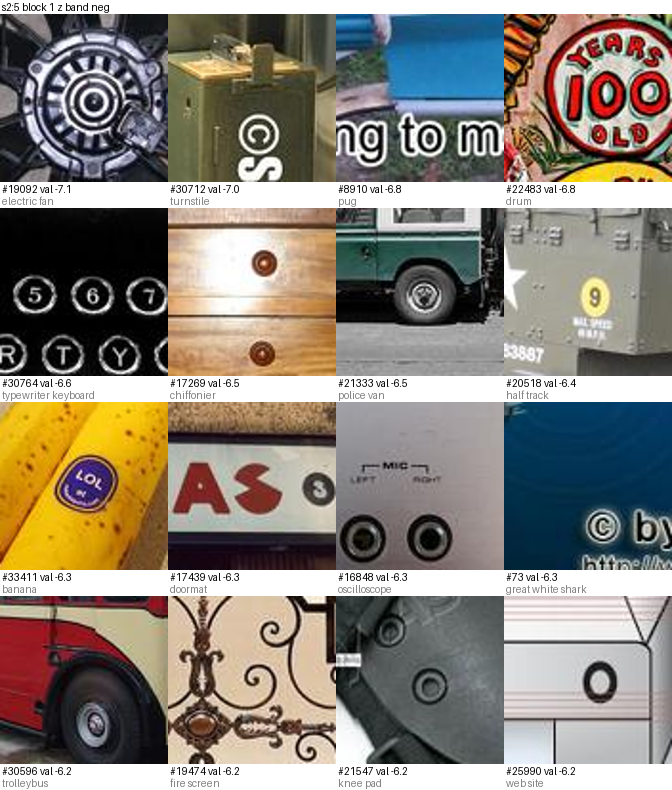 s2:5 block 1 z band neg
#19092 val -7.1
electric fan
©S
#30712 val -7.0
turnstile
ng to m
#8910 val -6.8
pug
YEARS
100
OLD
#22483 val -6.8
drum
5 6 7
R T Y
#30764 val -6.6
typewriter keyboard
#17269 val -6.5
chiffonier
#21333 val -6.5
police van
9
MAX. SPEED
83887
#20518 val -6.4
half track
LOL
#33411 val -6.3
banana
AS S
#17439 val -6.3
doormat
MIC
LEFT RIGHT
#16848 val -6.3
oscilloscope
© by
http://
#73 val -6.3
great white shark
#30596 val -6.2
trolleybus
#19474 val -6.2
fire screen
#21547 val -6.2
knee pad
O
#25990 val -6.2
web site